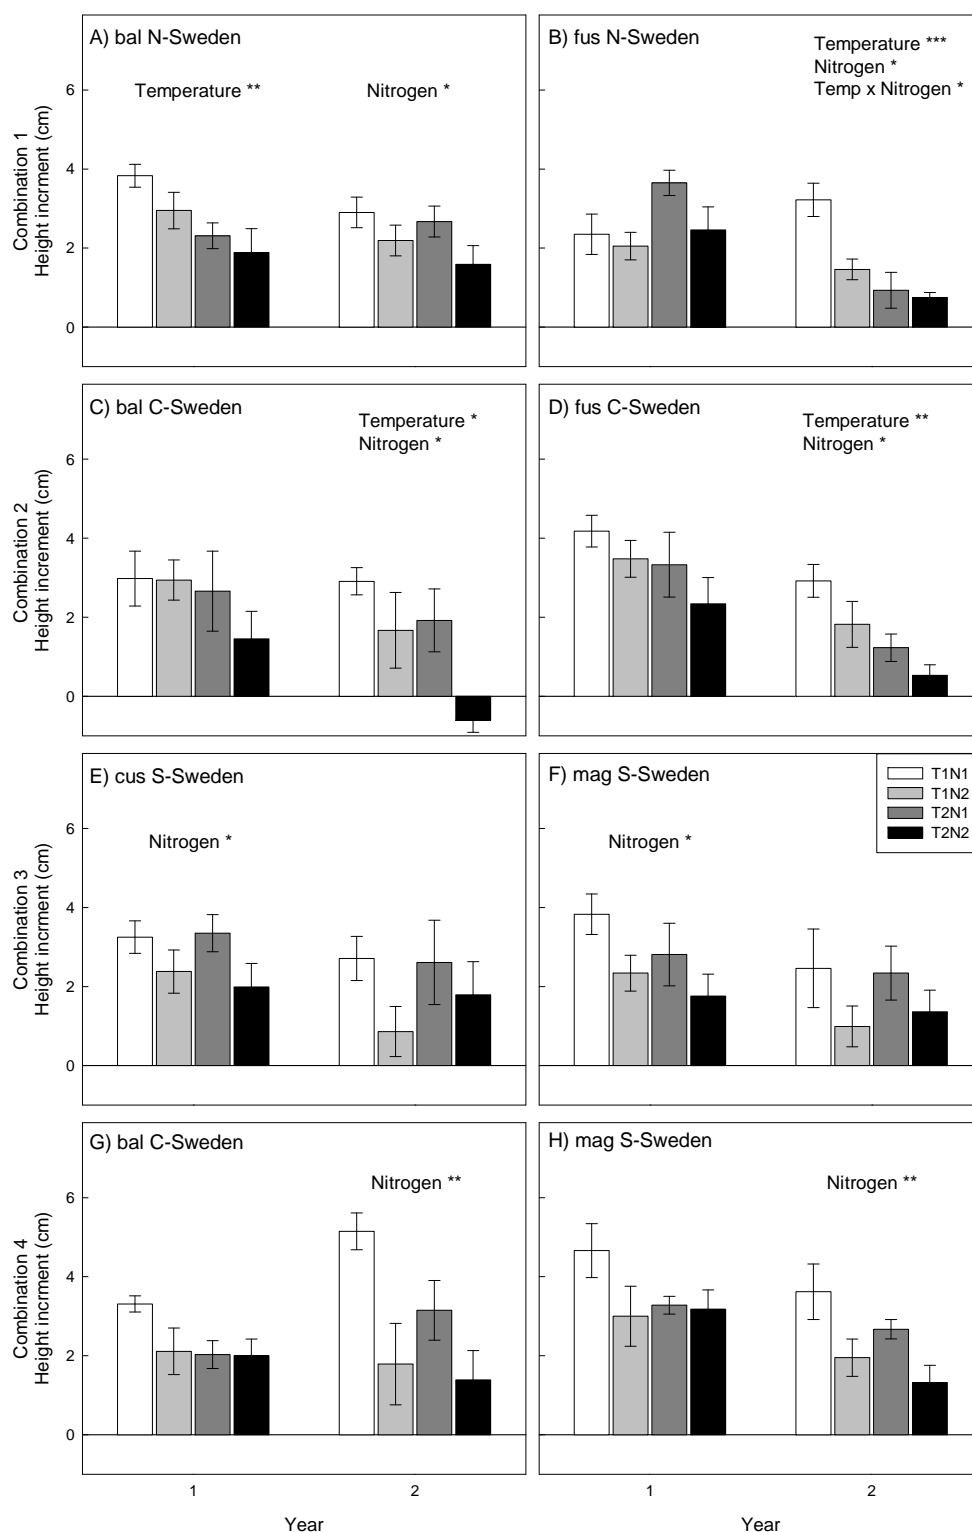 A) bal N-Sweden
Temperature **
Nitrogen *
6
4
2
0
Combination 1
Height incrment (cm)
B) fus N-Sweden
Temperature ***
Nitrogen *
Temp x Nitrogen *
C) bal C-Sweden
Temperature *
Nitrogen *
6
4
2
0
Combination 2
Height increment (cm)
D) fus C-Sweden
Temperature **
Nitrogen *
E) cus S-Sweden
Nitrogen *
6
4
2
0
Combination 3
Height incrment (cm)
F) mag S-Sweden
Nitrogen *
T1N1
T1N2
T2N1
T2N2
G) bal C-Sweden
Nitrogen **
6
4
2
0
Combination 4
Height incrment (cm)
H) mag S-Sweden
Nitrogen **
1
2
1
2
Year
Year